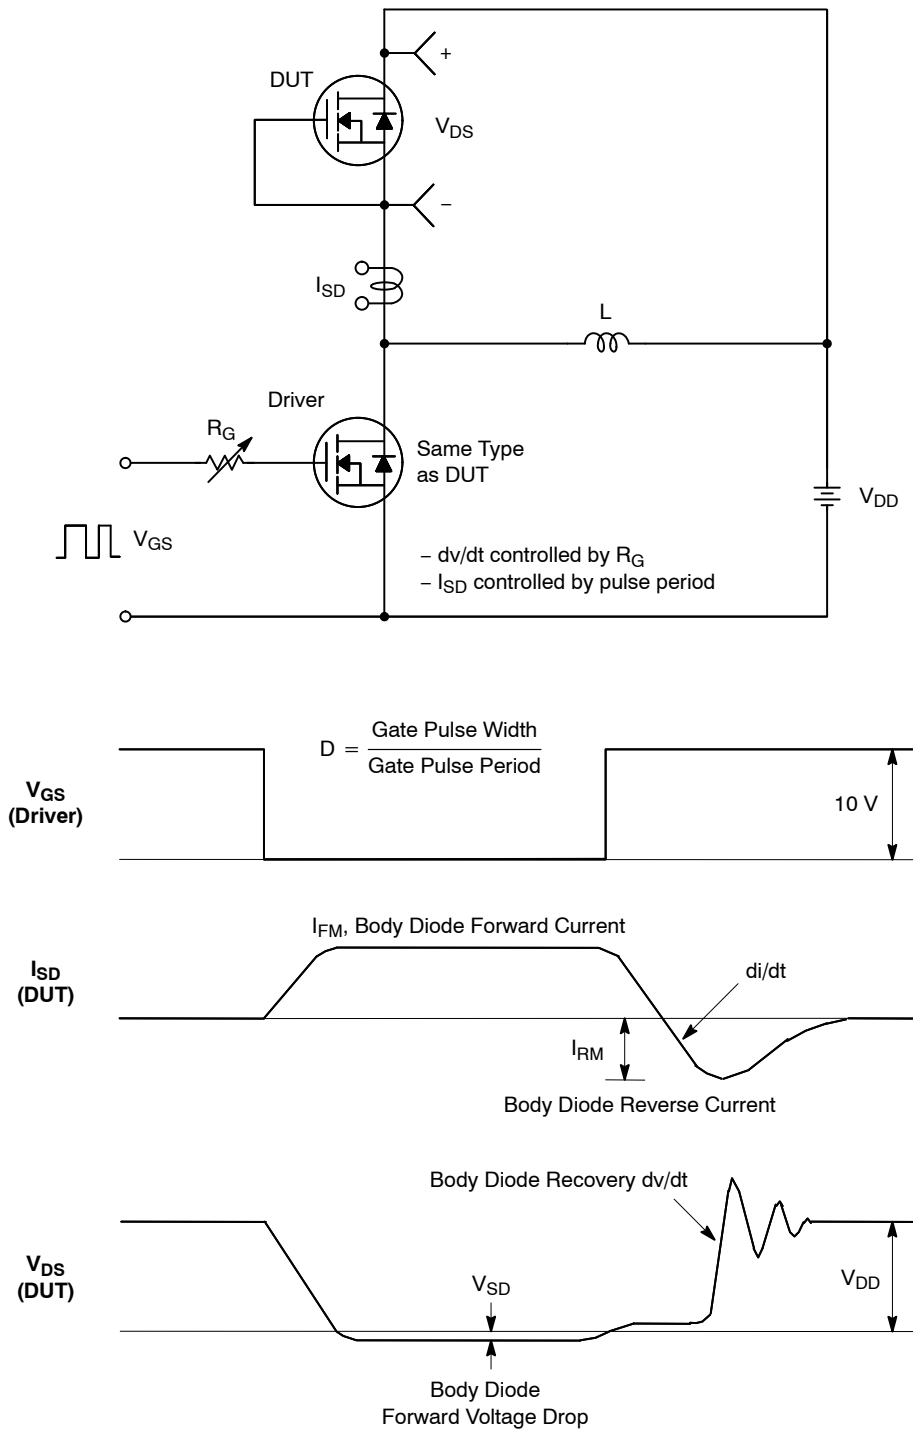 +
DUT
V_DS
−
I_SD
L
Driver
R_G
Same Type
as DUT
V_DD
V_GS
− dv/dt controlled by R_G
− I_SD controlled by pulse period
D = Gate Pulse Width
Gate Pulse Period
V_GS
(Driver)
10 V
I_FM, Body Diode Forward Current
I_SD
(DUT)
di/dt
I_RM
Body Diode Reverse Current
Body Diode Recovery dv/dt
V_DS
(DUT)
V_SD
V_DD
Body Diode
Forward Voltage Drop